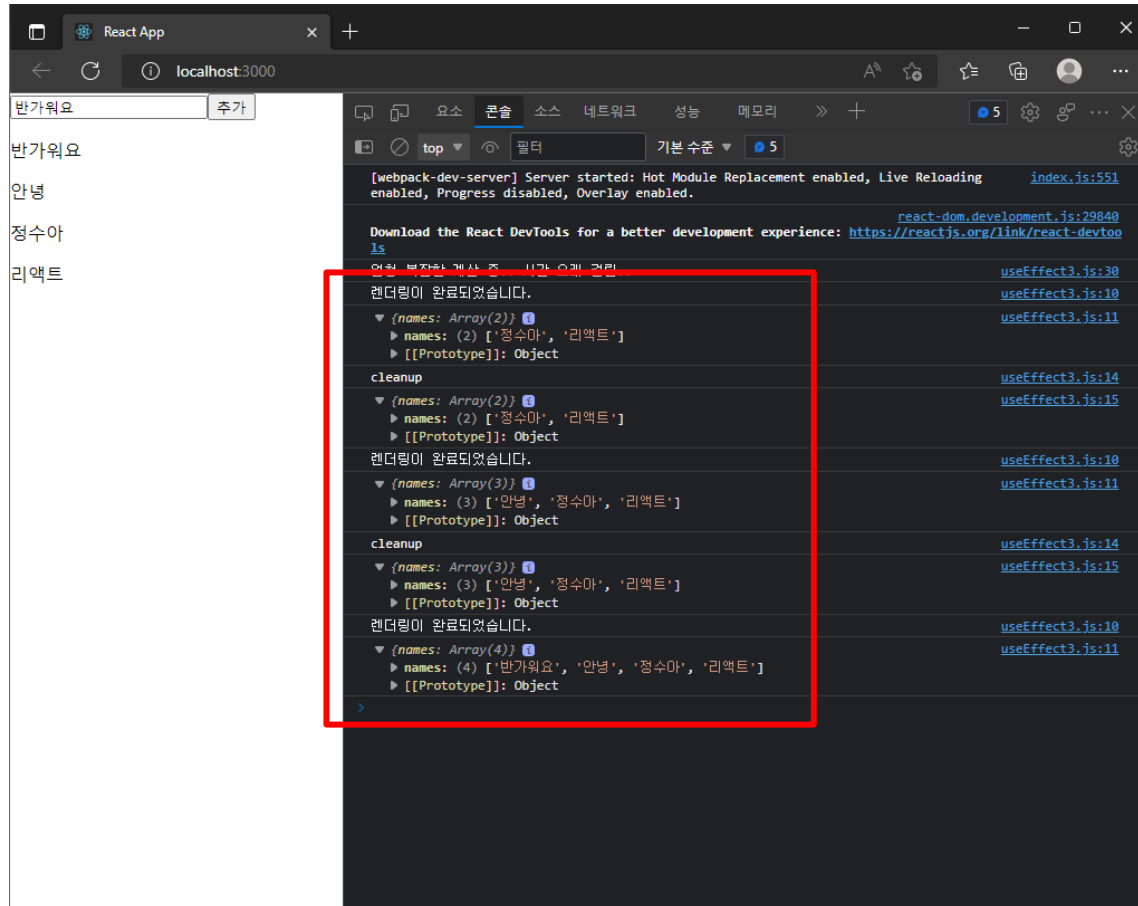 React App
localhost:3000
반가워요 추가
반가워요
안녕
정수아
리액트
요소 콘솔 소스 네트워크 성능 메모리 5
top 필터 기본 수준 5
[webpack-dev-server] Server started: Hot Module Replacement enabled, Live Reloading index.js:551
enabled, Progress disabled, Overlay enabled.
react-dom.development.js:29840
Download the React DevTools for a better development experience: https://reactjs.org/link/react-devtoo
ls
useEffect3.js:30
렌더링이 완료되었습니다. useEffect3.js:10
▼ {names: Array(2)} i useEffect3.js:11
▶ names: (2) ['정수아', '리액트']
▶ [[Prototype]]: Object
cleanup useEffect3.js:14
▼ {names: Array(2)} i useEffect3.js:15
▶ names: (2) ['정수아', '리액트']
▶ [[Prototype]]: Object
렌더링이 완료되었습니다. useEffect3.js:10
▼ {names: Array(3)} i useEffect3.js:11
▶ names: (3) ['안녕', '정수아', '리액트']
▶ [[Prototype]]: Object
cleanup useEffect3.js:14
▼ {names: Array(3)} i useEffect3.js:15
▶ names: (3) ['안녕', '정수아', '리액트']
▶ [[Prototype]]: Object
렌더링이 완료되었습니다. useEffect3.js:10
▼ {names: Array(4)} i useEffect3.js:11
▶ names: (4) ['반가워요', '안녕', '정수아', '리액트']
▶ [[Prototype]]: Object